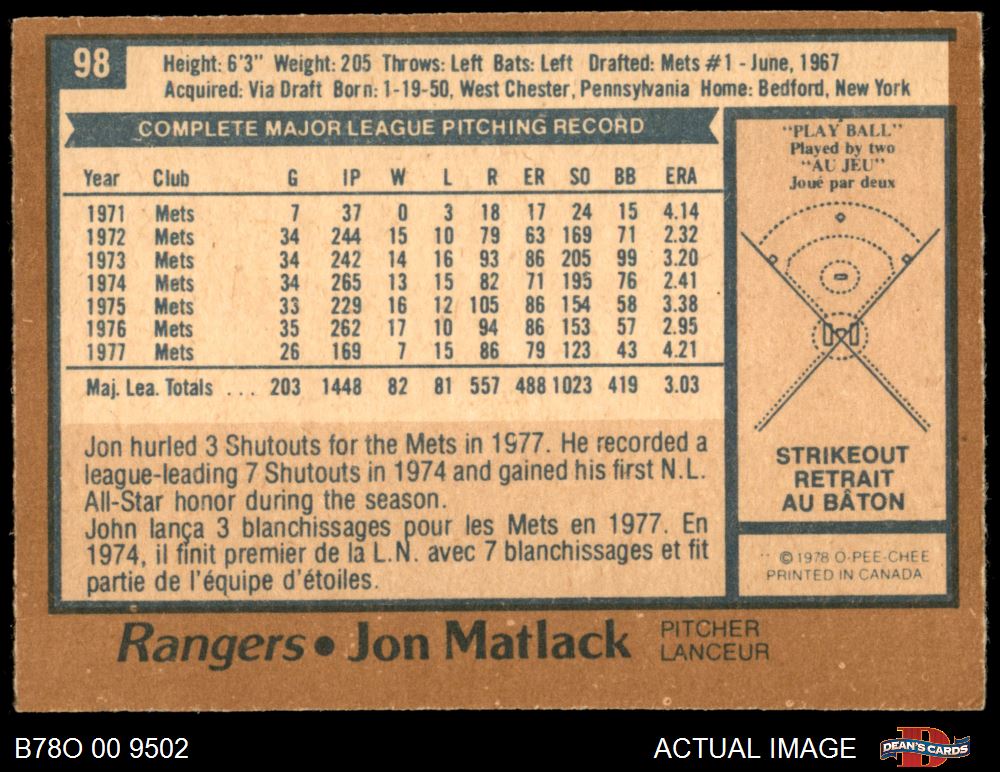 98
Height: 6'3" Weight: 205 Throws: Left Bats: Left Drafted: Mets #1 - June, 1967
Acquired: Via Draft Born: 1-19-50, West Chester, Pennsylvania Home: Bedford, New York
COMPLETE MAJOR LEAGUE PITCHING RECORD
Year Club G IP W L R ER SO BB ERA
1971 Mets 7 37 0 3 18 17 24 15 4.14
1972 Mets 34 244 15 10 79 63 169 71 2.32
1973 Mets 34 242 14 16 93 86 205 99 3.20
1974 Mets 34 265 13 15 82 71 195 76 2.41
1975 Mets 33 229 16 12 105 86 154 58 3.38
1976 Mets 35 262 17 10 94 86 153 57 2.95
1977 Mets 26 169 7 15 86 79 123 43 4.21
Maj. Lea. Totals ... 203 1448 82 81 557 488 1023 419 3.03
Jon hurled 3 Shutouts for the Mets in 1977. He recorded a
league-leading 7 Shutouts in 1974 and gained his first N.L.
All-Star honor during the season.
John lança 3 blanchissages pour les Mets en 1977. En
1974, il finit premier de la L.N. avec 7 blanchissages et fit
partie de l'équipe d'étoiles.
"PLAY BALL"
Played by two
"AU JEU"
Joué par deux
STRIKEOUT
RETRAIT
AU BÂTON
© 1978 O-PEE-CHEE
PRINTED IN CANADA
Rangers • Jon Matlack
PITCHER
LANCEUR
B78O 00 9502
ACTUAL IMAGE
DEAN'S CARDS